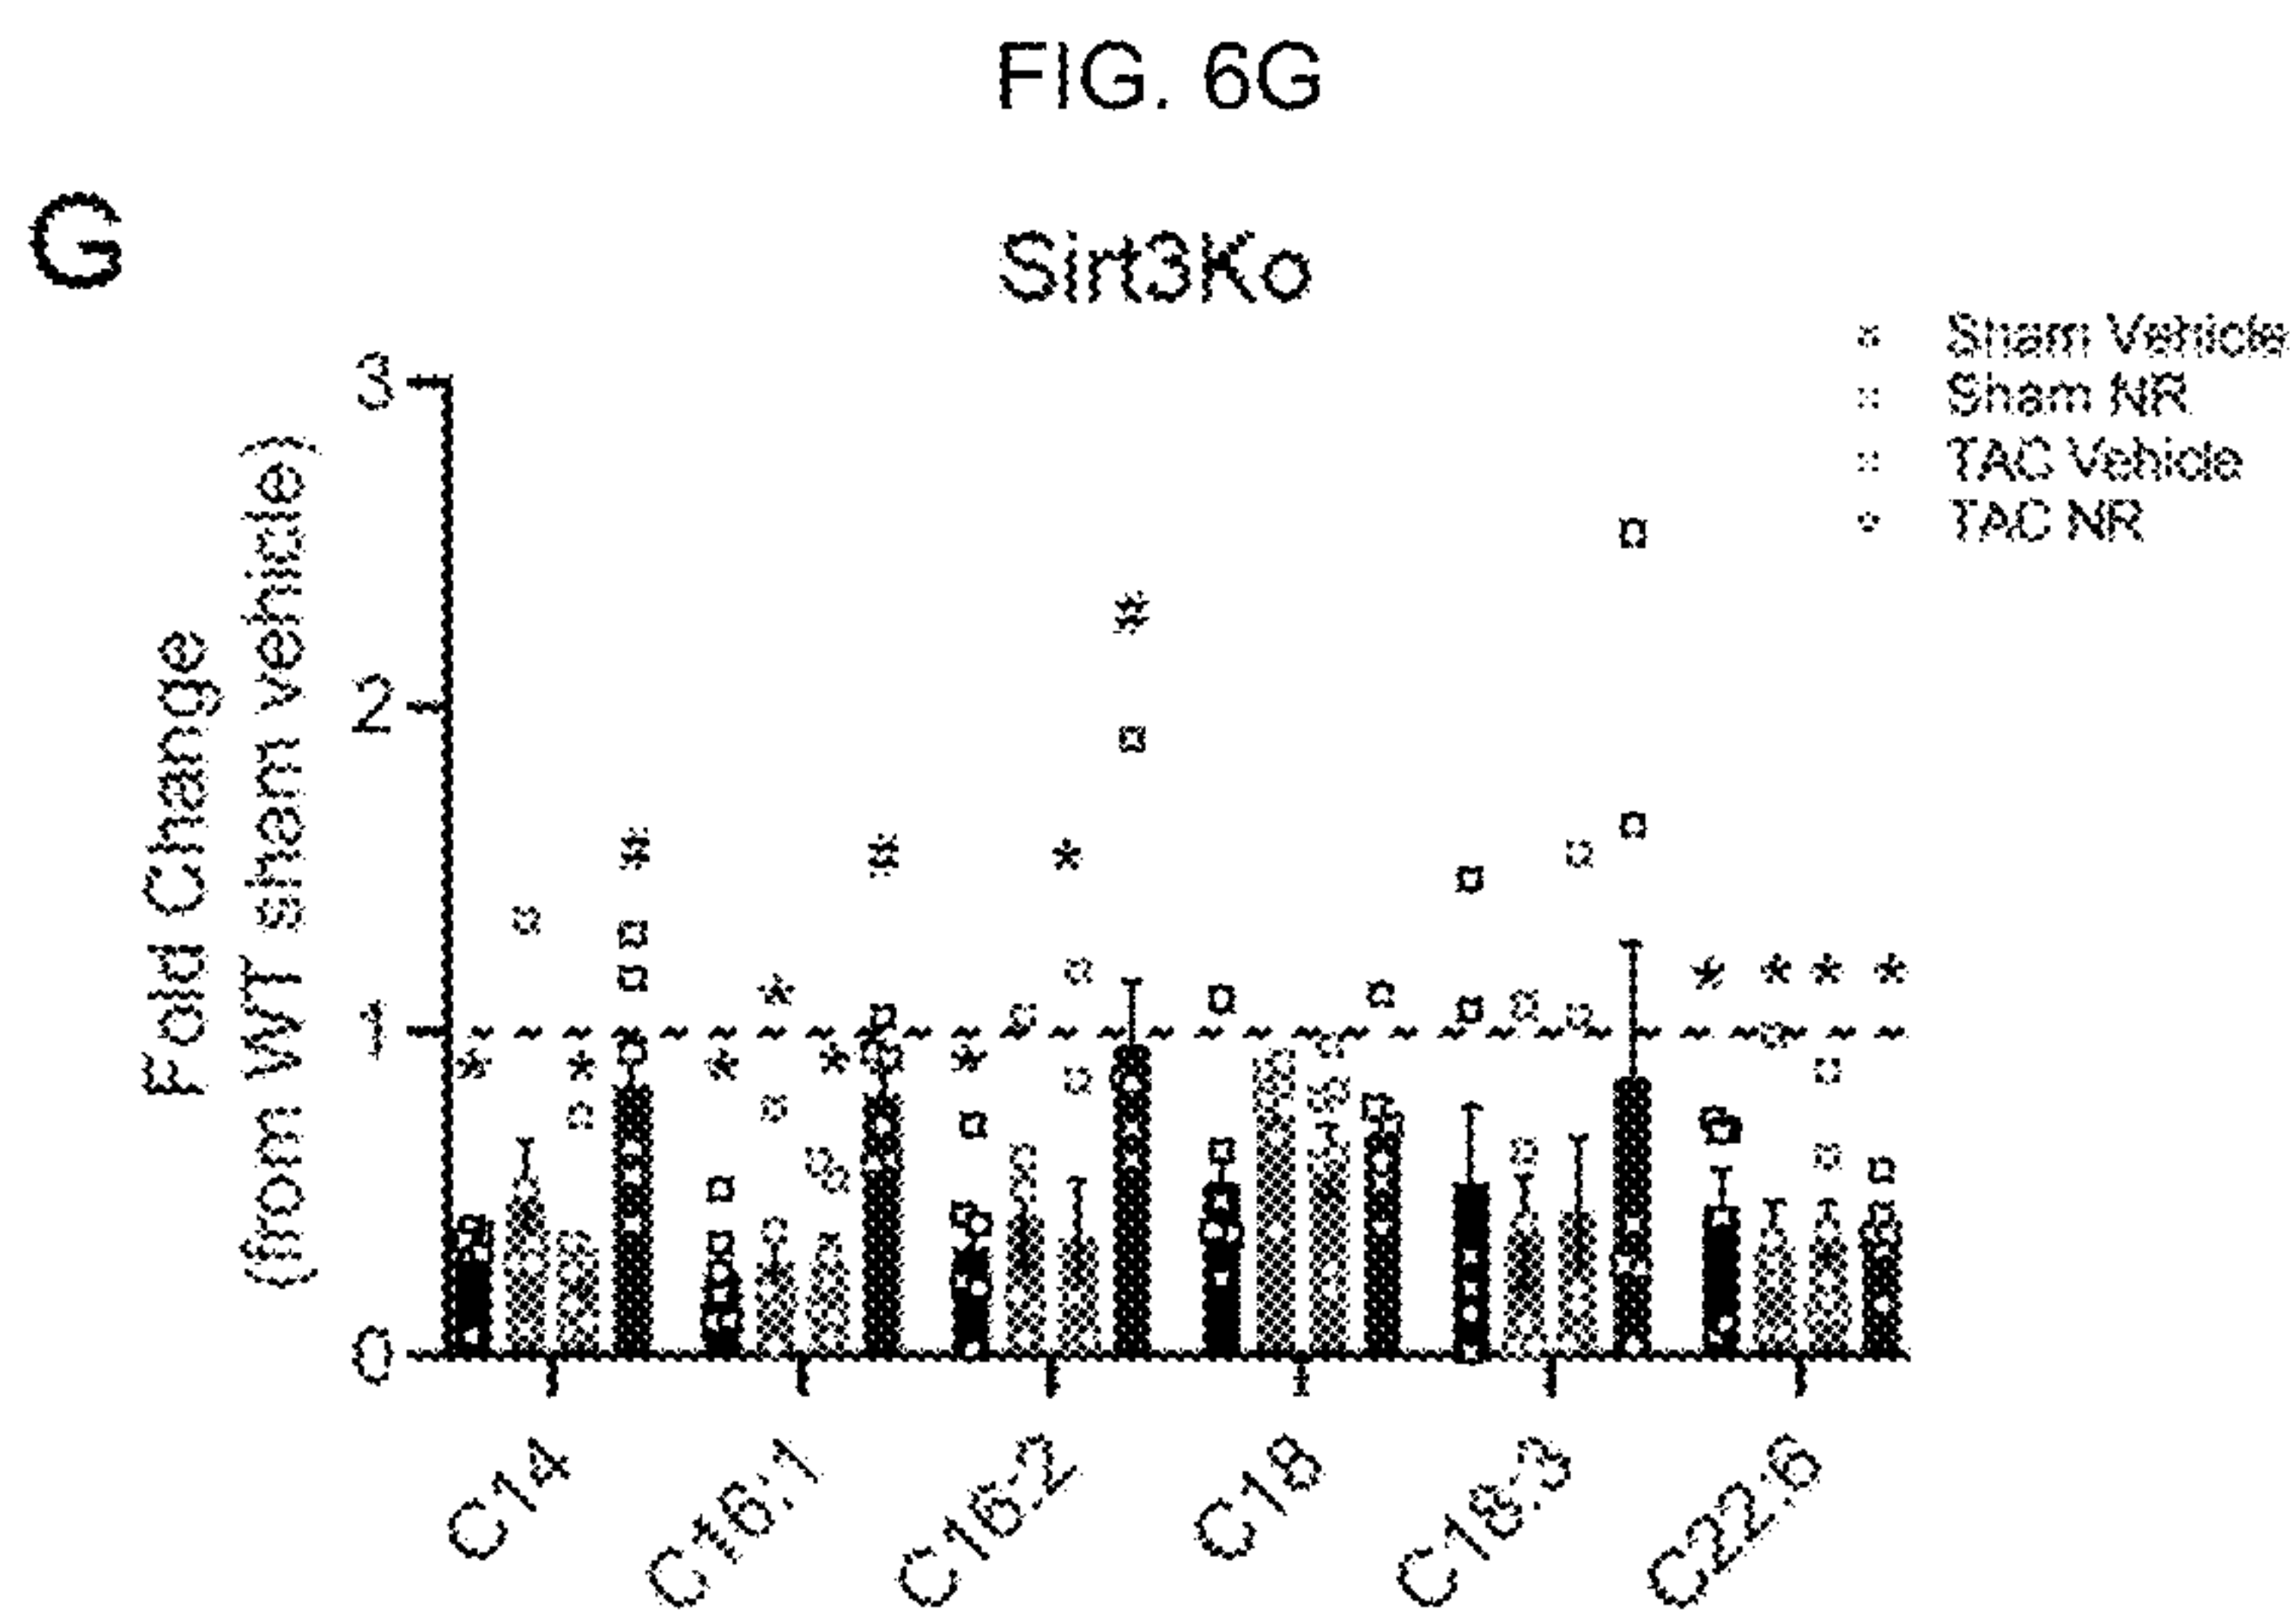 FIG. 6G
G
Sirt3Ko
Sham Vehicle
Sham NR
TAC Vehicle
TAC NR
Fold Change
(from WT sham vehicle)
3
2
1
0
* * # * * * # * * # * * * *
C14
C16:1
C16:2
C18
C18:3
C22:6